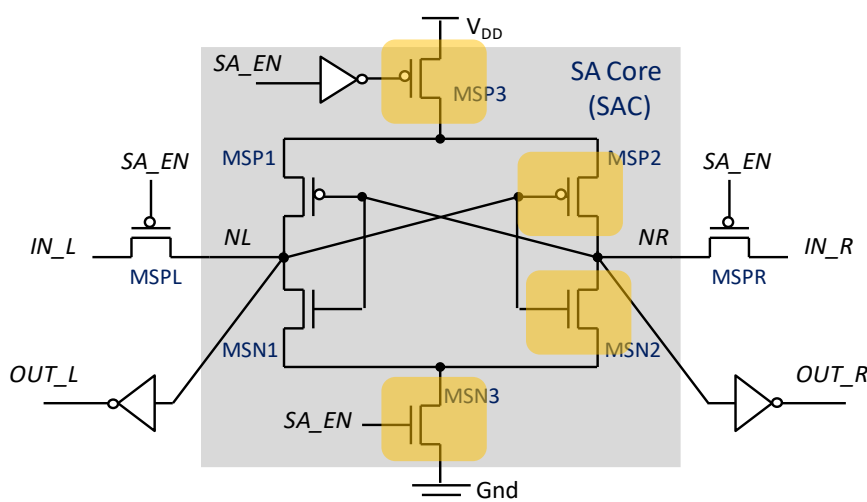 V_DD
SA_EN
MSP3
SA Core
(SAC)
MSP1
MSP2
SA_EN
SA_EN
IN_L
NL
NR
IN_R
MSPL
MSPR
MSN1
MSN2
OUT_L
OUT_R
MSN3
SA_EN
Gnd